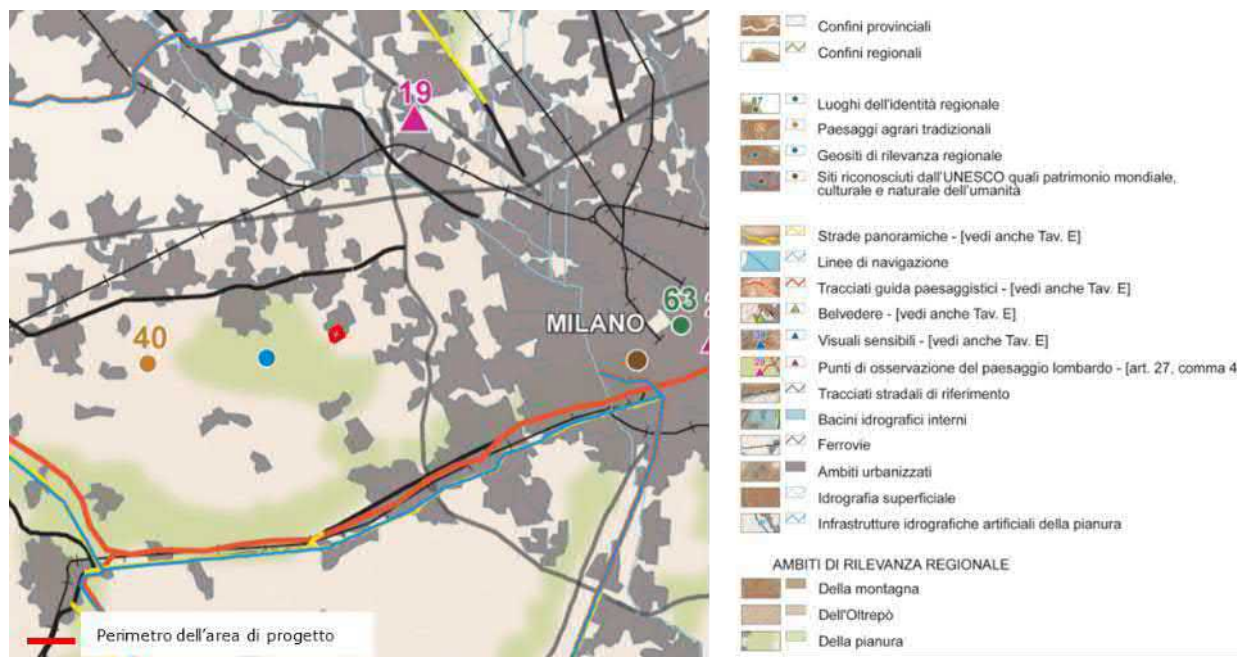 19
63
MILANO
40
Perimetro dell'area di progetto
Confini provinciali
Confini regionali
Luoghi dell'identità regionale
Paesaggi agrari tradizionali
Geositi di rilevanza regionale
Siti riconosciuti dall'UNESCO quali patrimonio mondiale,
culturale e naturale dell'umanità
Strade panoramiche - [vedi anche Tav. E]
Linee di navigazione
Tracciati guida paesaggistici - [vedi anche Tav. E]
Belvedere - [vedi anche Tav. E]
Visuali sensibili - [vedi anche Tav. E]
Punti di osservazione del paesaggio lombardo - [art. 27, comma 4
Tracciati stradali di riferimento
Bacini idrografici interni
Ferrovie
Ambiti urbanizzati
Idrografia superficiale
Infrastrutture idrografiche artificiali della pianura
AMBITI DI RILEVANZA REGIONALE
Della montagna
Dell'Oltrepò
Della pianura